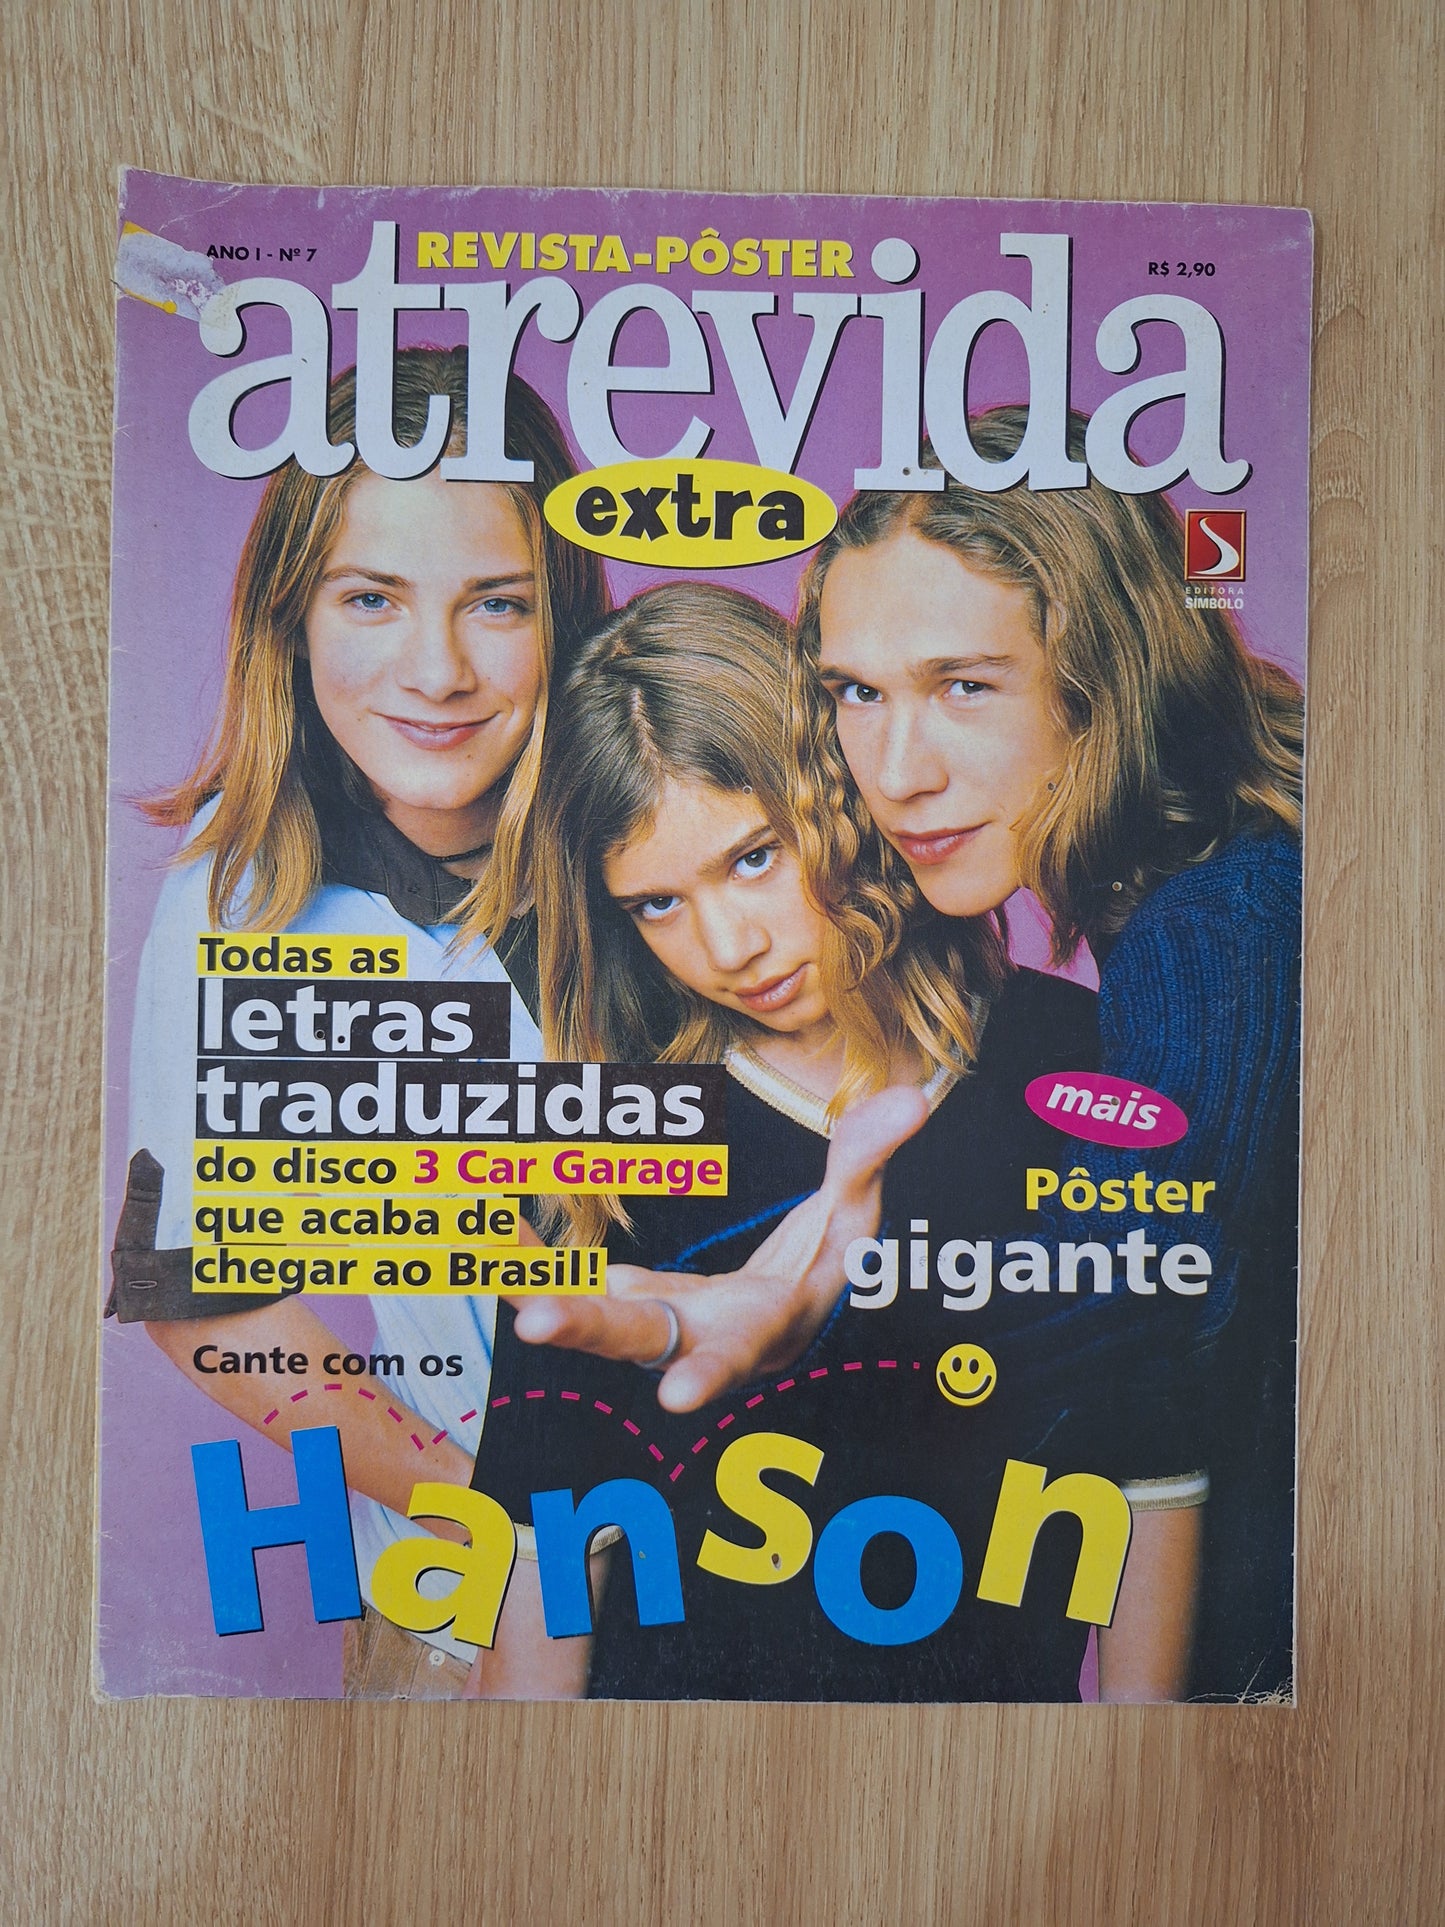 ANO I - Nº 7
REVISTA-PÔSTER
R$ 2,90
atrevida
extra
EDITORA
SÍMBOLO
Todas as
letras
traduzidas
do disco 3 Car Garage
que acaba de
chegar ao Brasil!
mais
Pôster
gigante
Cante com os
Hanson